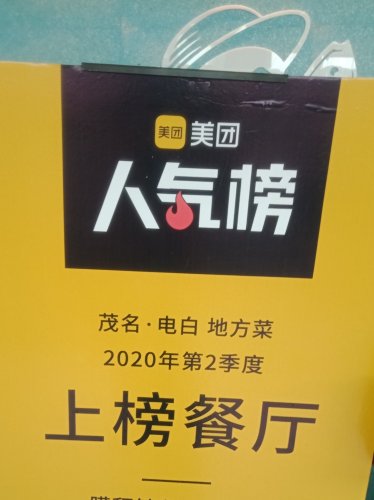 美团 美团
人气榜
茂名·电白 地方菜
2020年第2季度
上榜餐厅